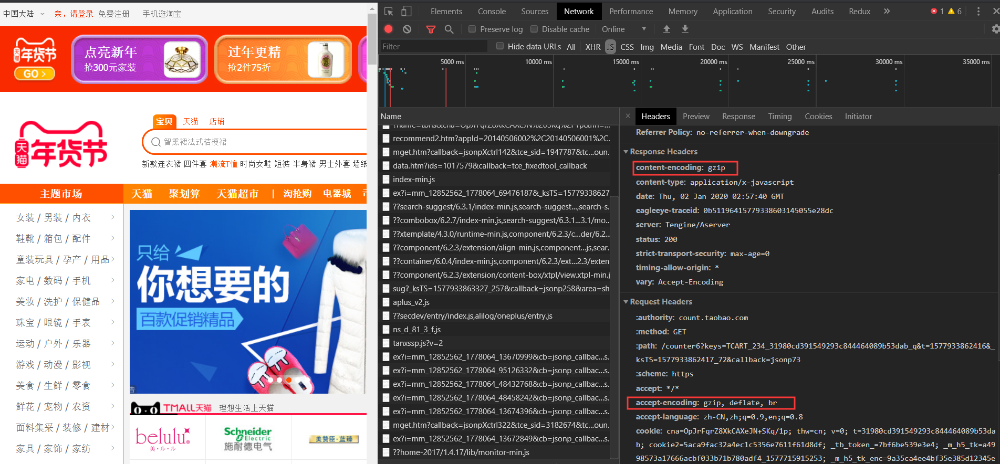 中国大陆 亲，请登录 免费注册 手机逛淘宝
天猫 年货节
GO >
点亮新年
抢300元家装
过年更精
抢2件75折
天猫 年货节
宝贝 天猫 店铺
智熏裙法式桔梗裙
新款连衣裙 四件套 潮流T恤 时尚女鞋 短裤 半身裙 男士外套 墙纸
主题市场 天猫 聚划算 天猫超市 | 淘抢购 电器城
女装 / 男装 / 内衣
鞋靴 / 箱包 / 配件
童装玩具 / 孕产 / 用品
家电 / 数码 / 手机
美妆 / 洗护 / 保健品
珠宝 / 眼镜 / 手表
运动 / 户外 / 乐器
游戏 / 动漫 / 影视
美食 / 生鲜 / 零食
鲜花 / 宠物 / 农资
面料集采 / 装修 / 建材
家具 / 家饰 / 家纺
只给
你想要的
百款促销精品
TMALL天猫 理想生活上天猫
belulu
美·ル·ル
Schneider
Electric
施耐德电气
美赞臣·蓝臻
Elements Console Sources Network Performance Memory Application Security Audits Redux » 1 6
Preserve log Disable cache Online
Filter Hide data URLs All XHR JS CSS Img Media Font Doc WS Manifest Other
5000 ms 10000 ms 15000 ms 20000 ms 25000 ms 30000 ms 35000 ms
Name
recommend2.htm?appId=20140506002%2C20140506001%2C...
mget.htm?callback=jsonpXctrl142&tce_sid=1947787&tc...oun...
data.htm?ids=1017579&callback=tce_fixedtool_callback
index-min.js
ex?i=mm_12852562_1778064_69476187&_ksTS=15779338627
??search-suggest/6.3.1/index-min.js,search-suggest...,search-s...
??combobox/6.2.7/index-min.js,search-suggest/6.3.1...3.1/mo...
??xtemplate/4.3.0/runtime-min.js,component/6.2.3/c...der/6.2...
??component/6.2.3/extension/align-min.js,component...js,sear...
??container/6.0.4/index-min.js,component/6.2.3/ext...2.3/exten
??component/6.2.3/extension/content-box/xtpl/view.xtpl-min.j
sug?_ksTS=1577933863327_257&callback=jsonp258&area=sh
aplus_v2.js
??secdev/entry/index.js,alilog/oneplus/entry.js
ns_d_81_3_f.js
tanxssp.js?v=2
ex?i=mm_12852562_1778064_13670999&cb=jsonp_callbac...s...
ex?i=mm_12852562_1778064_95126332&cb=jsonp_callbac...s...
ex?i=mm_12852562_1778064_48432768&cb=jsonp_callbac...s...
ex?i=mm_12852562_1778064_48458242&cb=jsonp_callbac...s...
ex?i=mm_12852562_1778064_13674396&cb=jsonp_callbac...s...
mget.htm?callback=jsonpXctrl322&tce_sid=3182674&tc...oun...
ex?i=mm_12852562_1778064_13672849&cb=jsonp_callbac...s...
??home-2017/1.4.17/lib/monitor-min.js
× Headers Preview Response Timing Cookies Initiator
Referrer Policy: no-referrer-when-downgrade
Response Headers
content-encoding: gzip
content-type: application/x-javascript
date: Thu, 02 Jan 2020 02:57:40 GMT
eagleeye-traceid: 0b51196415779338603145055e28dc
server: Tengine/Aserver
status: 200
strict-transport-security: max-age=0
timing-allow-origin: *
vary: Accept-Encoding
Request Headers
:authority: count.taobao.com
:method: GET
:path: /counter6?keys=TCART_234_31980cd391549293c844464089b53dab_q&t=1577933862416&_
ksTS=1577933862417_72&callback=jsonp73
:scheme: https
accept: */*
accept-encoding: gzip, deflate, br
accept-language: zh-CN,zh;q=0.9,en;q=0.8
cookie: cna=OpJrFqrZ8XkCAXeJN+SKq/1p; thw=cn; v=0; t=31980cd391549293c844464089b53da
b; cookie2=5aca9fac32a4ec1c5356e7611f61d8df; _tb_token_=7bf6be539e3e4; _m_h5_tk=a49
98573a17666acbf033b71b780adf4_1577715915253; _m_h5_tk_enc=9a35ca4ee4bf35e385d12345e